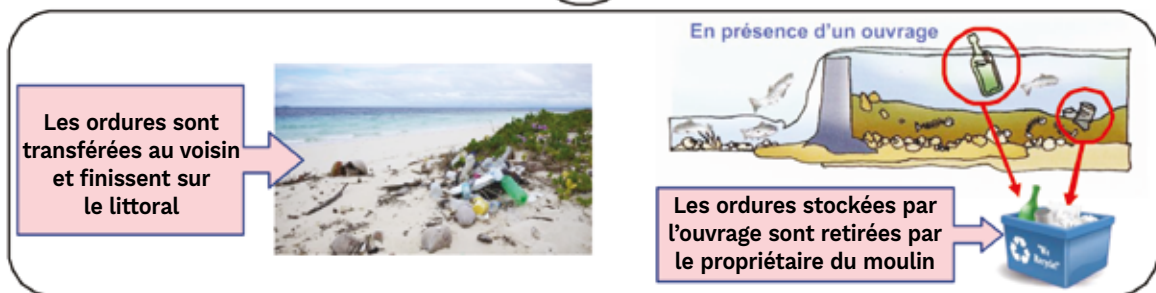 Les ordures sont
transférées au voisin
et finissent sur
le littoral
En présence d'un ouvrage
Les ordures stockées par
l'ouvrage sont retirées par
le propriétaire du moulin